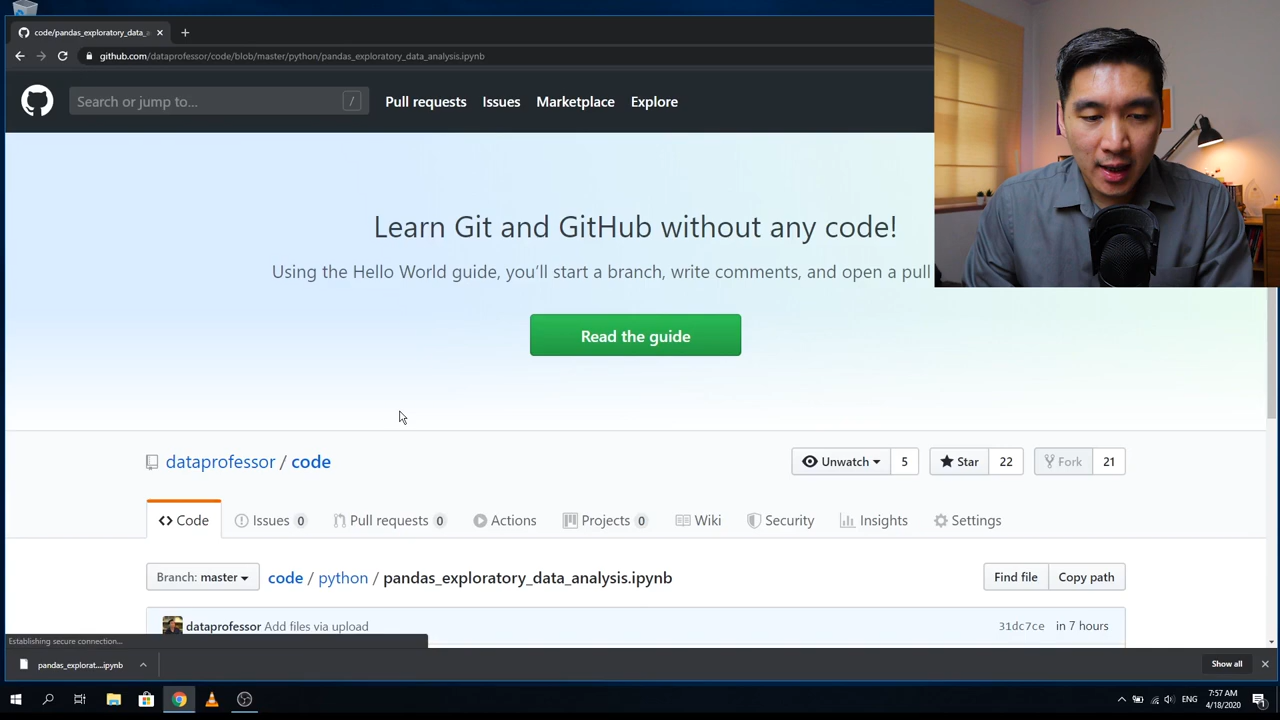 code/pandas_exploratory_data_a
github.com/dataprofessor/code/blob/master/python/pandas_exploratory_data_analysis.ipynb
Search or jump to... /
Pull requests Issues Marketplace Explore
Learn Git and GitHub without any code!
Using the Hello World guide, you’ll start a branch, write comments, and open a pull
Read the guide
dataprofessor / code
Unwatch 5 Star 22 Fork 21
Code Issues 0 Pull requests 0 Actions Projects 0 Wiki Security Insights Settings
Branch: master code / python / pandas_exploratory_data_analysis.ipynb Find file Copy path
dataprofessor Add files via upload 31dc7ce in 7 hours
Establishing secure connection...
pandas_explorat....ipynb Show all
ENG 7:57 AM
4/18/2020